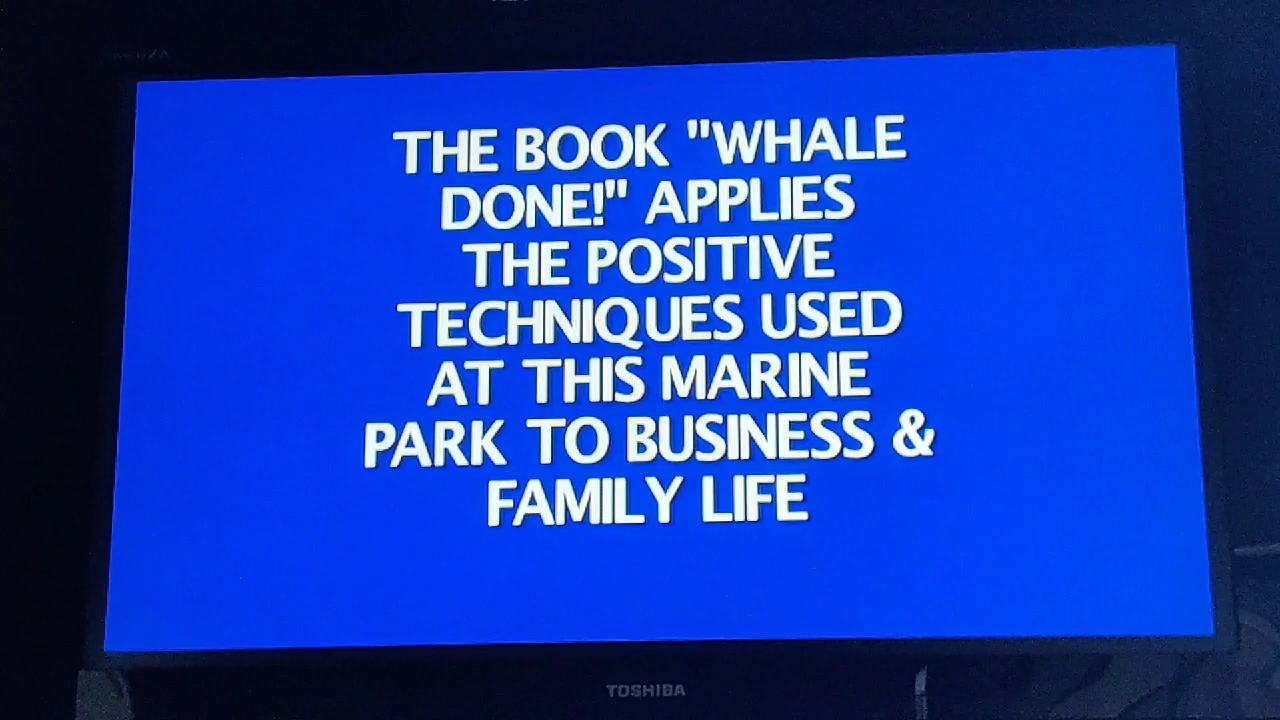 THE BOOK "WHALE
DONE!" APPLIES
THE POSITIVE
TECHNIQUES USED
AT THIS MARINE
PARK TO BUSINESS &
FAMILY LIFE
TOSHIBA